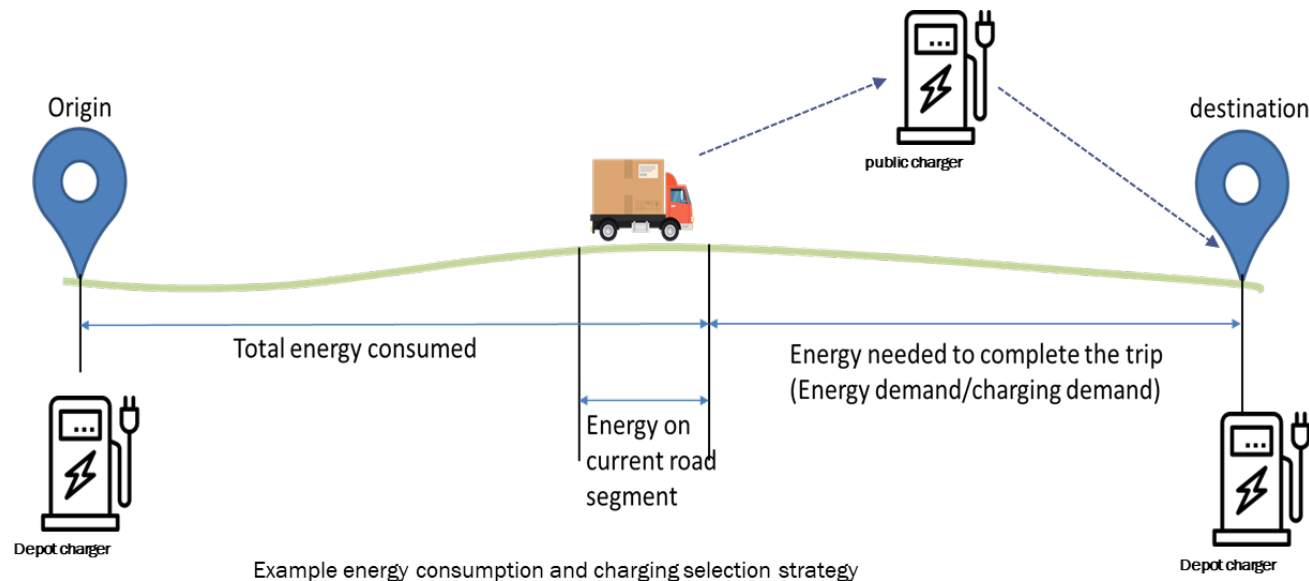 Origin
destination
public charger
Total energy consumed
Energy needed to complete the trip
(Energy demand/charging demand)
Energy on
current road
segment
Depot charger
Depot charger
Example energy consumption and charging selection strategy